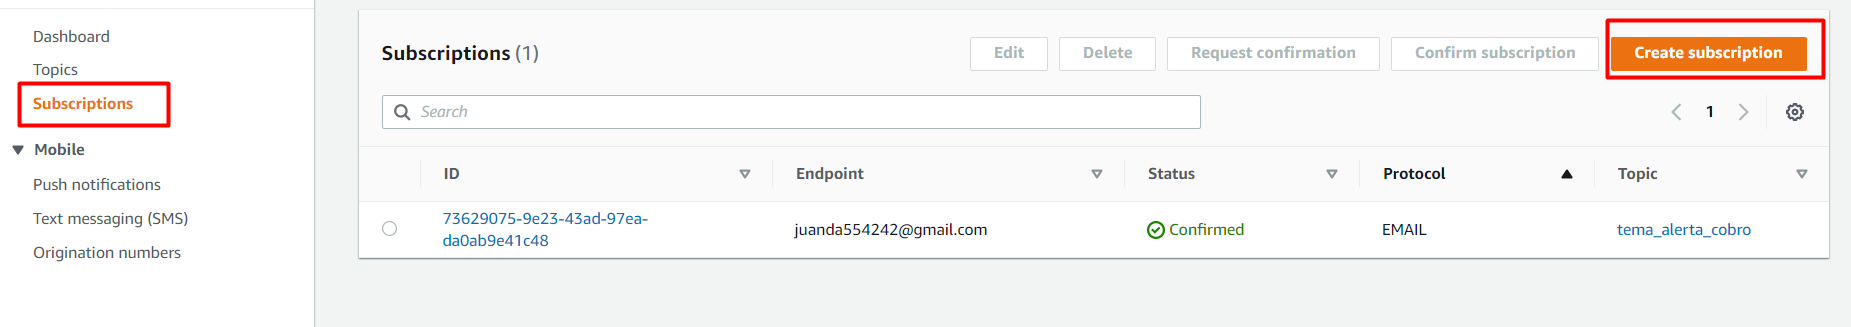 Dashboard
Topics
Subscriptions
Mobile
Push notifications
Text messaging (SMS)
Origination numbers
Subscriptions (1)
Edit
Delete
Request confirmation
Confirm subscription
Create subscription
Search
1
ID
Endpoint
Status
Protocol
Topic
73629075-9e23-43ad-97ea-
da0ab9e41c48
juanda554242@gmail.com
Confirmed
EMAIL
tema_alerta_cobro